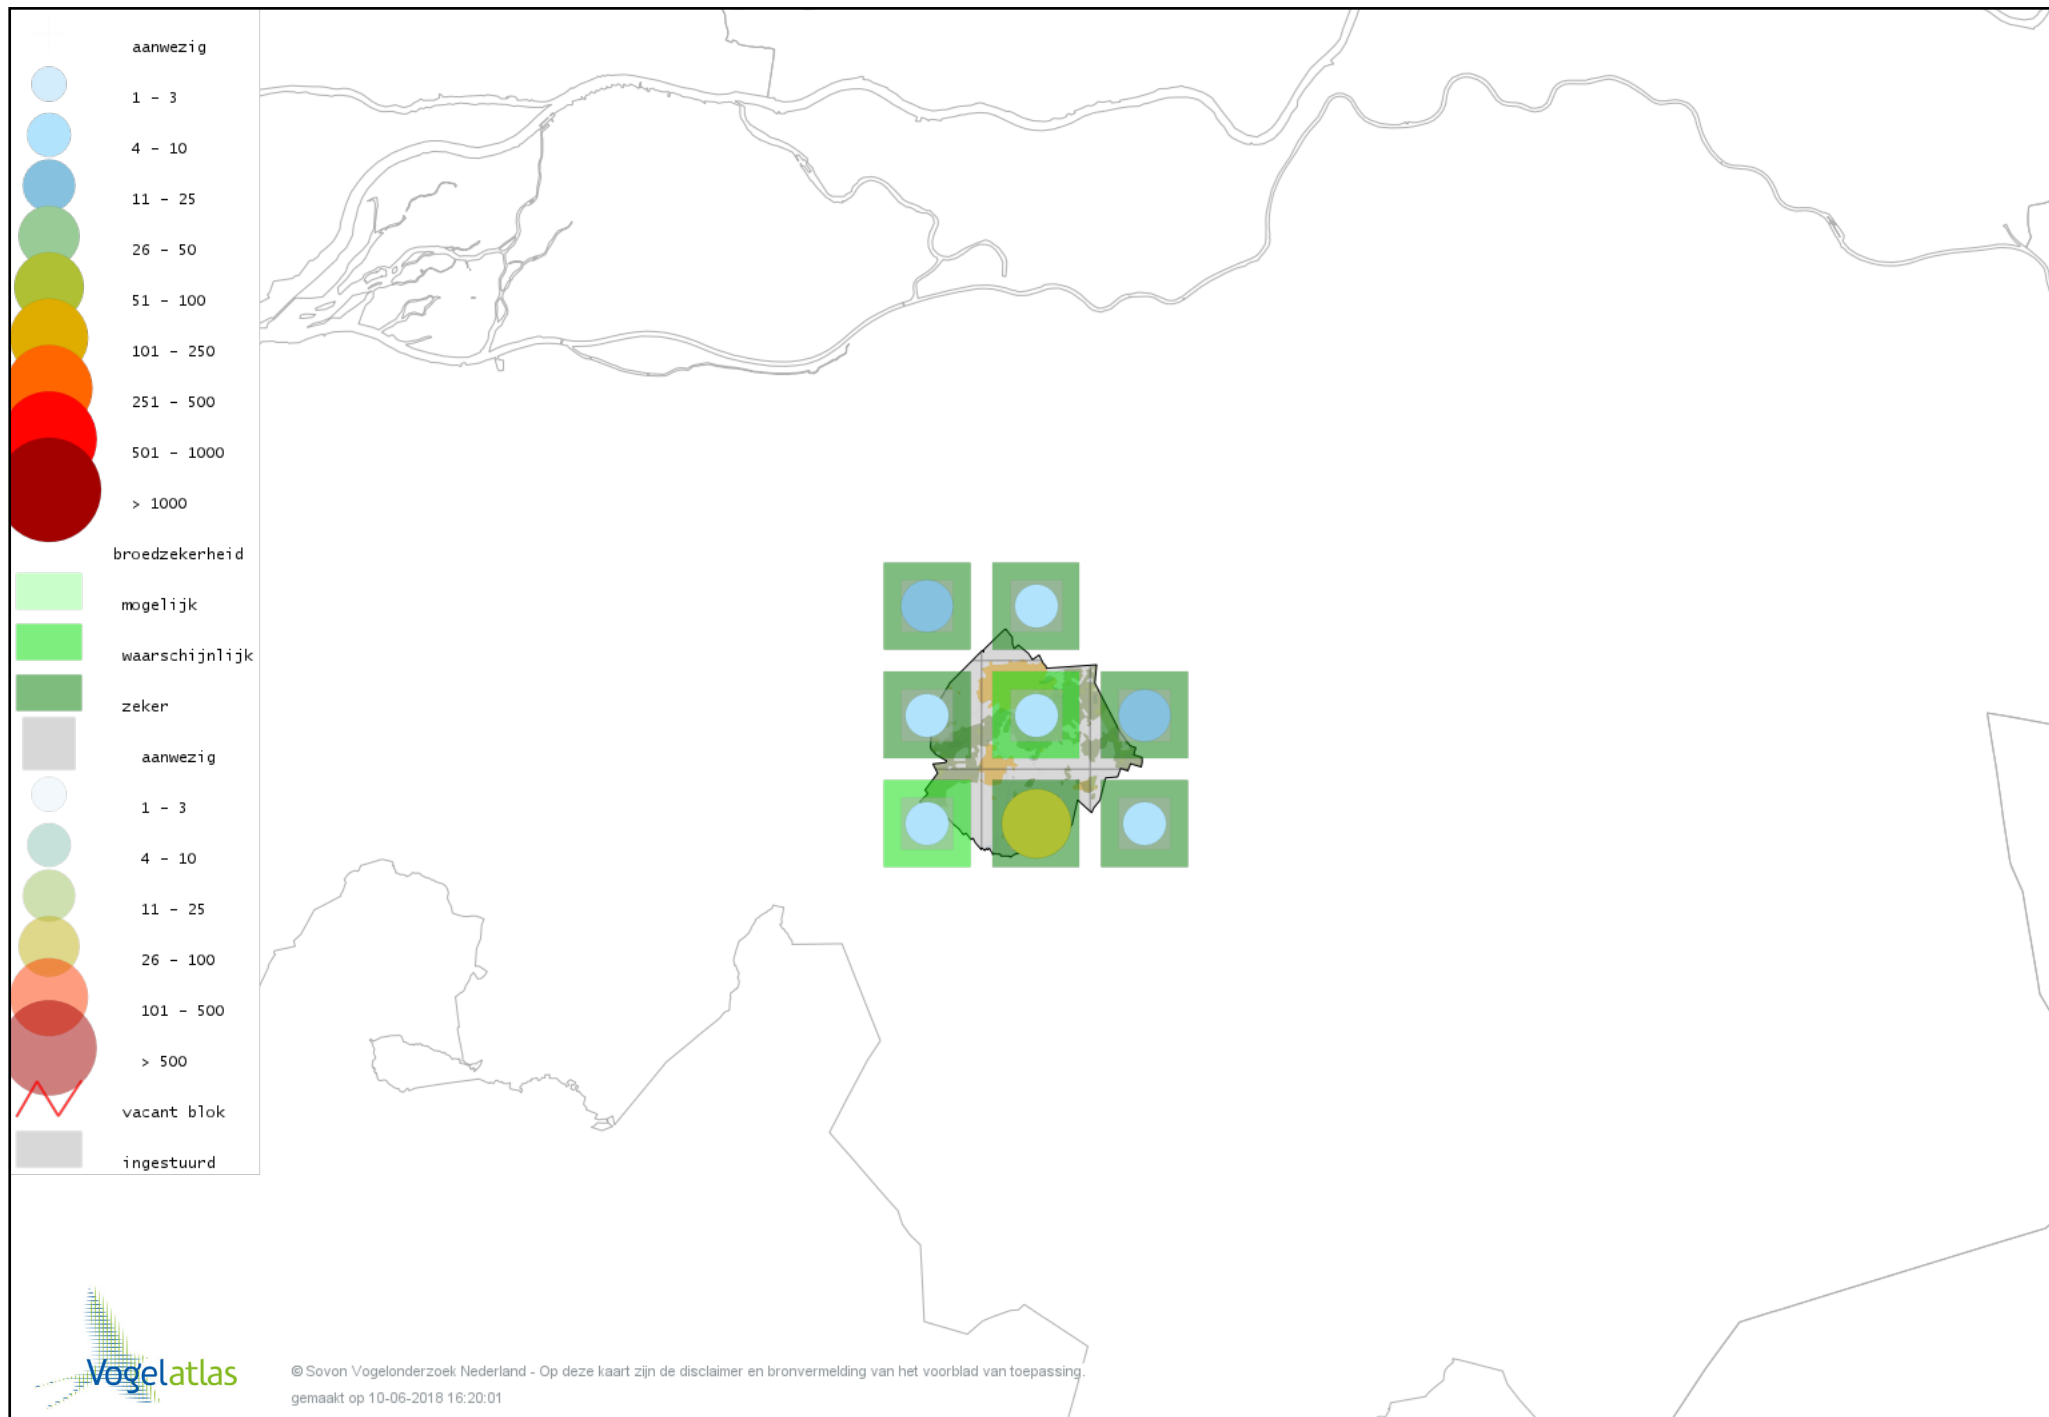 aanwezig
1 - 3
4 - 10
11 - 25
26 - 50
51 - 100
101 - 250
251 - 500
501 - 1000
> 1000
broedzekerheid
mogelijk
waarschijnlijk
zeker
aanwezig
1 - 3
4 - 10
11 - 25
26 - 100
101 - 500
> 500
vacant blok
ingestuurd
Vogelatlas
© Sovon Vogelonderzoek Nederland - Op deze kaart zijn de disclaimer en bronvermelding van het voorblad van toepassing.
gemaakt op 10-06-2018 16:20:01